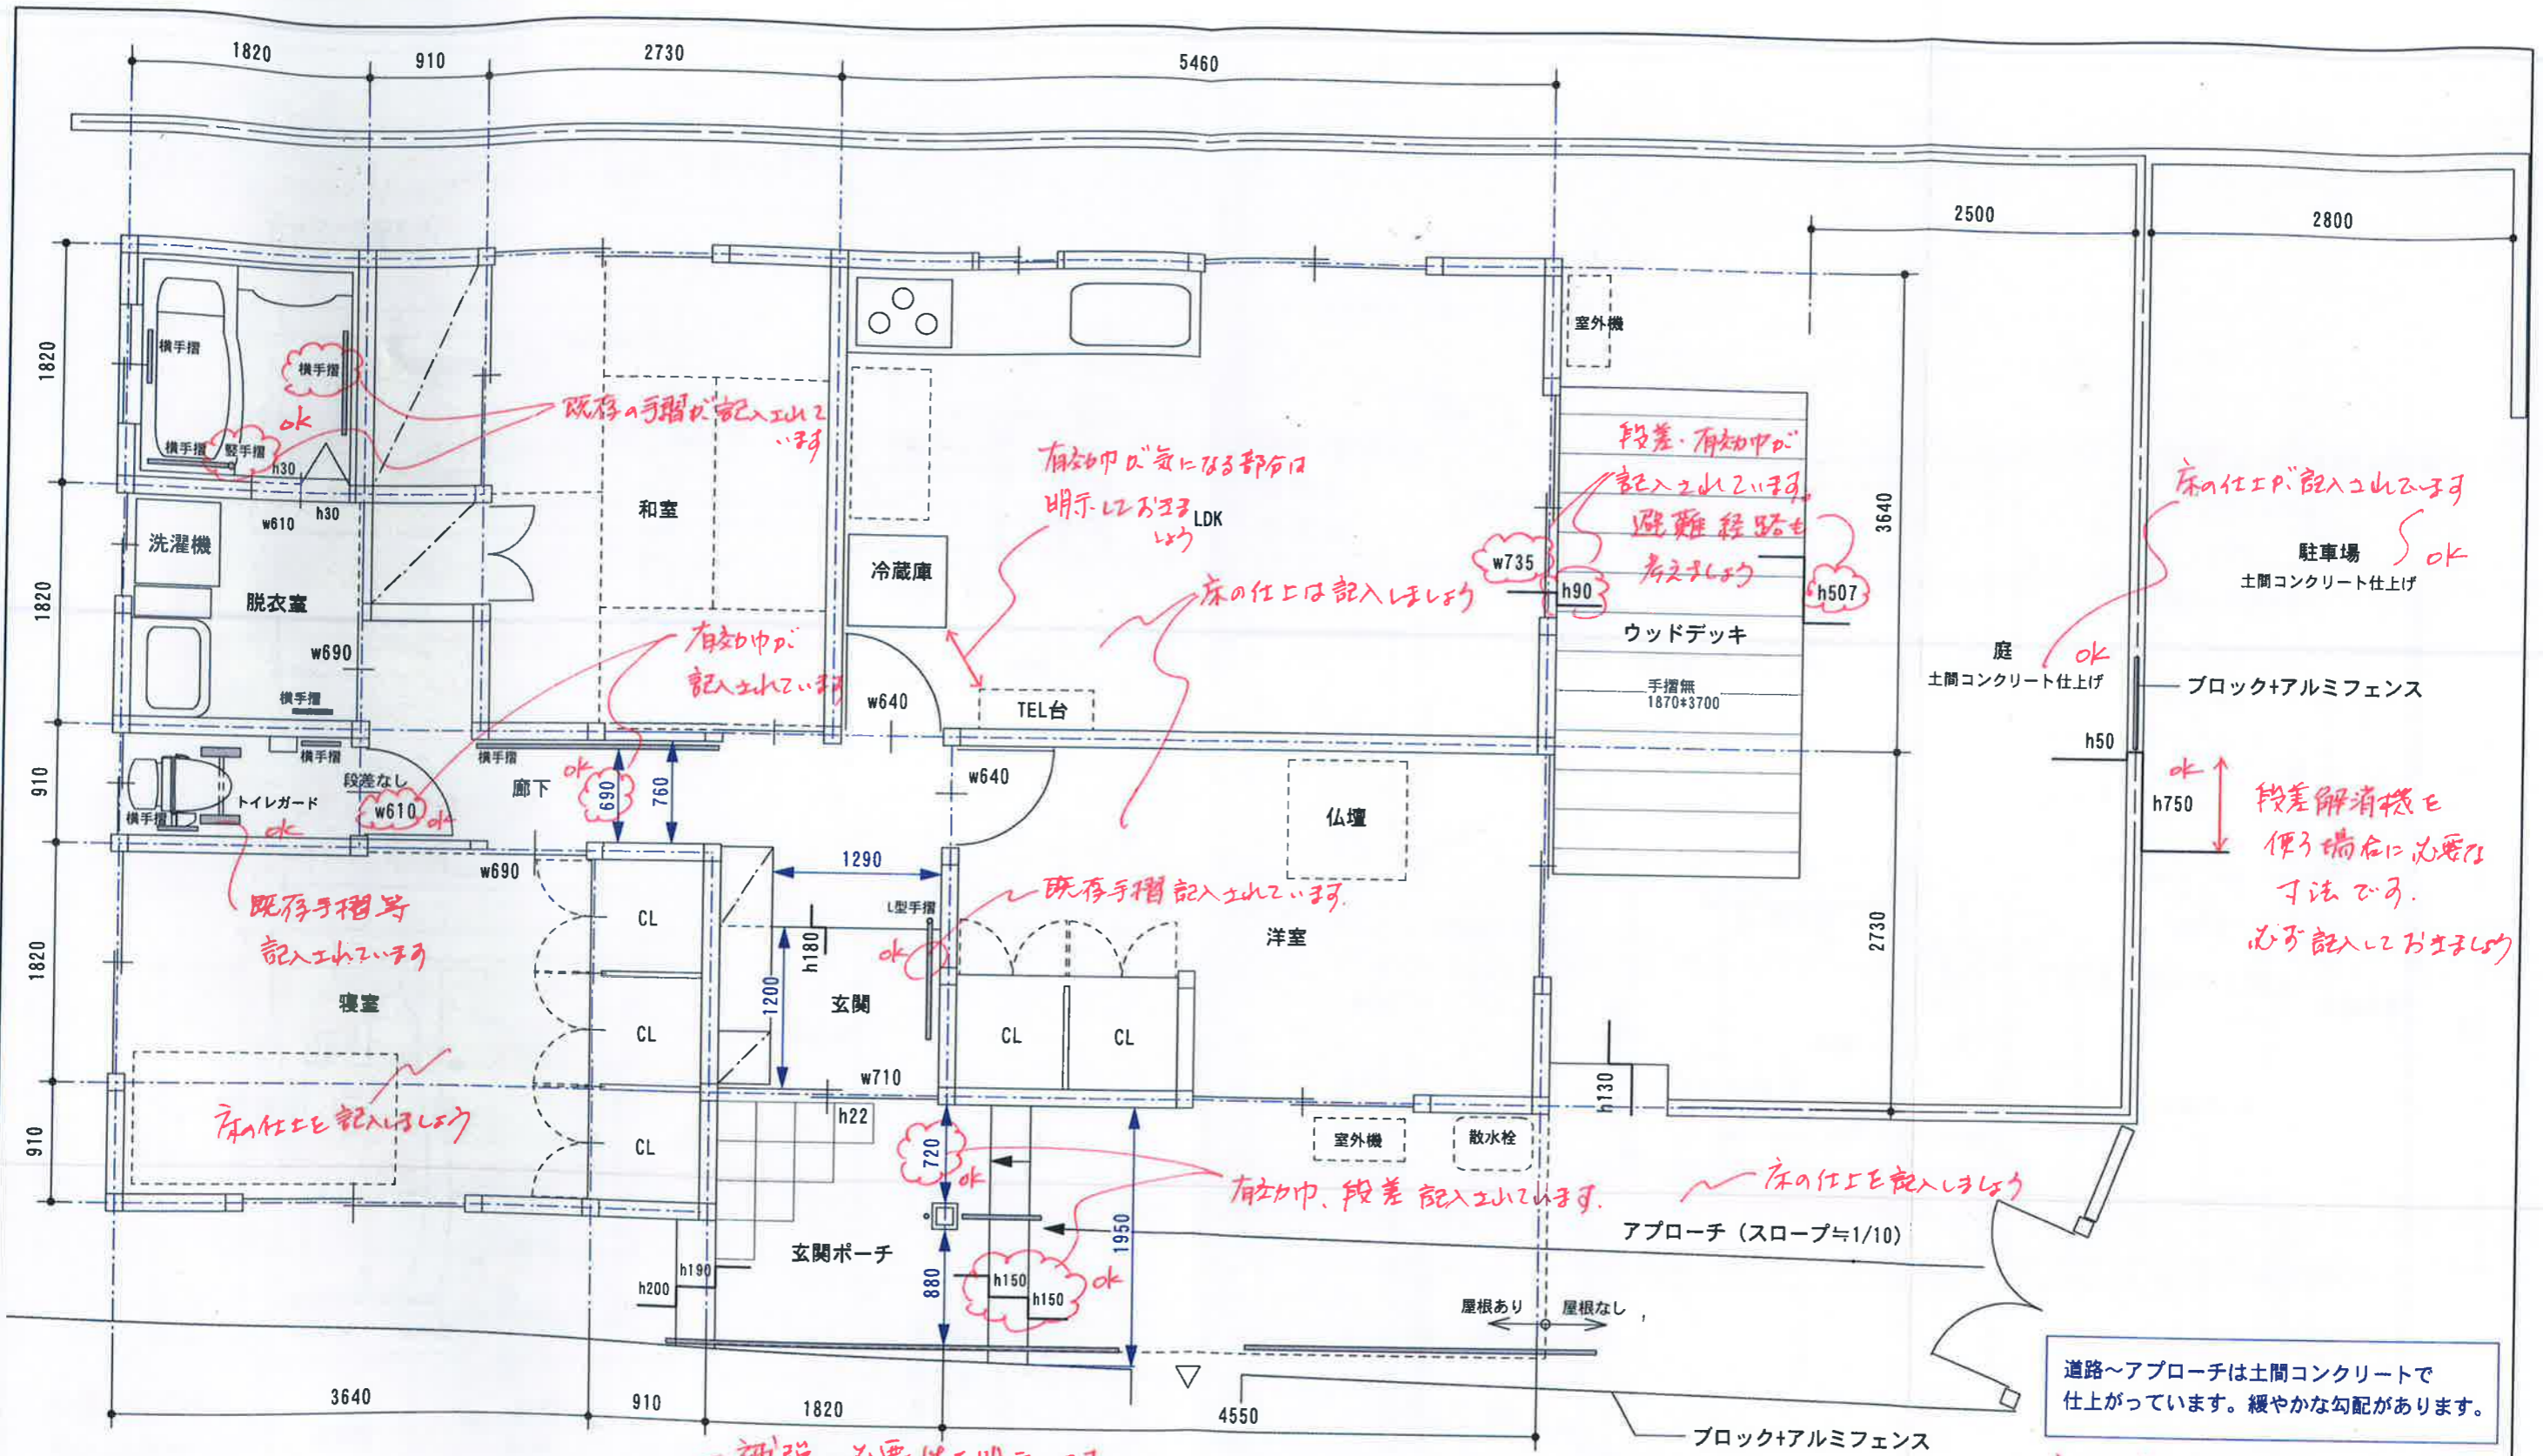 1820
910
2730
5460
2500
2800
室外機
1820
横手摺
横手摺
ok
横手摺
竪手摺
h30
既存の手摺が記入されて
います
w610
h30
洗濯機
脱衣室
1820
w690
横手摺
和室
冷蔵庫
有効巾が気になる部分は
明示しておきま
しょう
LDK
床の仕上は記入しましょう
段差・有効巾が
記入されています。
避難経路も
考えましょう
w735
h90
h507
3640
ウッドデッキ
手摺無
1870*3700
床の仕上が記入されています
ok
駐車場
土間コンクリート仕上げ
庭
ok
土間コンクリート仕上げ
ブロック+アルミフェンス
有効巾が
記入されています
w640
TEL台
910
横手摺
横手摺
段差なし
トイレガード
横手摺
ok
w610
ok
廊下
ok
690
760
w640
仏壇
h50
ok
h750
段差解消機を
使う場合に必要な
寸法です.
必ず記入しておきましょう
既存手摺等
記入されています
w690
1290
既存手摺記入されています.
L型手摺
ok
h180
1200
玄関
洋室
2730
1820
寝室
CL
CL
CL
CL
CL
床の仕上を記入しましょう
910
w710
h22
720
ok
h130
室外機
散水栓
有効巾、段差記入されています.
床の仕上を記入しましょう
アプローチ（スロープ≒1/10）
玄関ポーチ
1950
880
h150
h150
ok
h190
h200
屋根あり
屋根なし
道路～アプローチは土間コンクリートで
仕上がっています。緩やかな勾配があります。
3640
910
1820
4550
ブロック+アルミフェンス